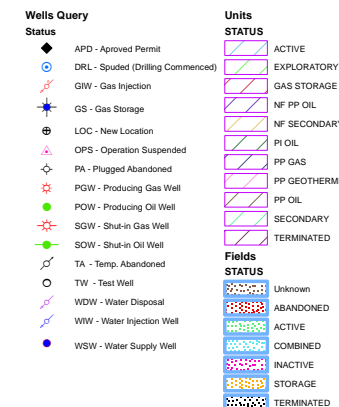 Wells Query
Status
APD - Aproved Permit
DRL - Spuded (Drilling Commenced)
GIW - Gas Injection
GS - Gas Storage
LOC - New Location
OPS - Operation Suspended
PA - Plugged Abandoned
PGW - Producing Gas Well
POW - Producing Oil Well
SGW - Shut-in Gas Well
SOW - Shut-in Oil Well
TA - Temp. Abandoned
TW - Test Well
WDW - Water Disposal
WIW - Water Injection Well
WSW - Water Supply Well
Units
STATUS
ACTIVE
EXPLORATORY
GAS STORAGE
NF PP OIL
NF SECONDARY
PI OIL
PP GAS
PP GEOTHERM
PP OIL
SECONDARY
TERMINATED
Fields
STATUS
Unknown
ABANDONED
ACTIVE
COMBINED
INACTIVE
STORAGE
TERMINATED